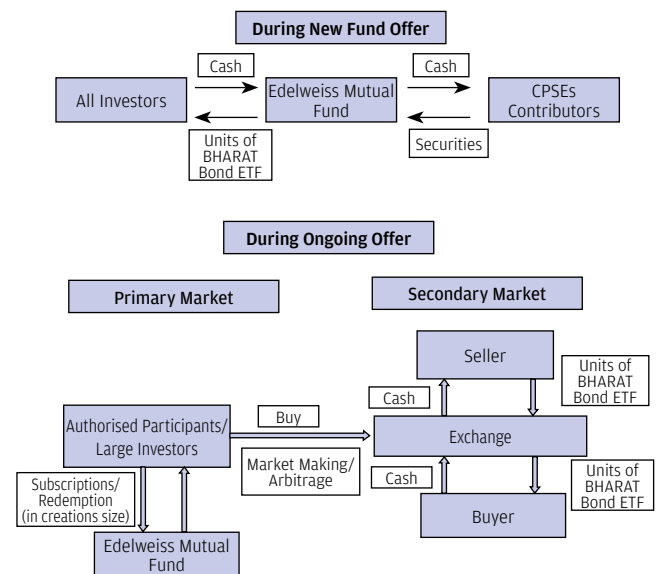 During New Fund Offer
Cash
Cash
All Investors
Edelweiss Mutual
Fund
CPSEs
Contributors
Units of
BHARAT
Bond ETF
Securities
During Ongoing Offer
Primary Market
Secondary Market
Seller
Cash
Units of
BHARAT
Bond ETF
Authorised Participants/
Large Investors
Buy
Exchange
Market Making/
Arbitrage
Subscriptions/
Redemption
(in creations size)
Cash
Units of
BHARAT
Bond ETF
Buyer
Edelweiss Mutual
Fund